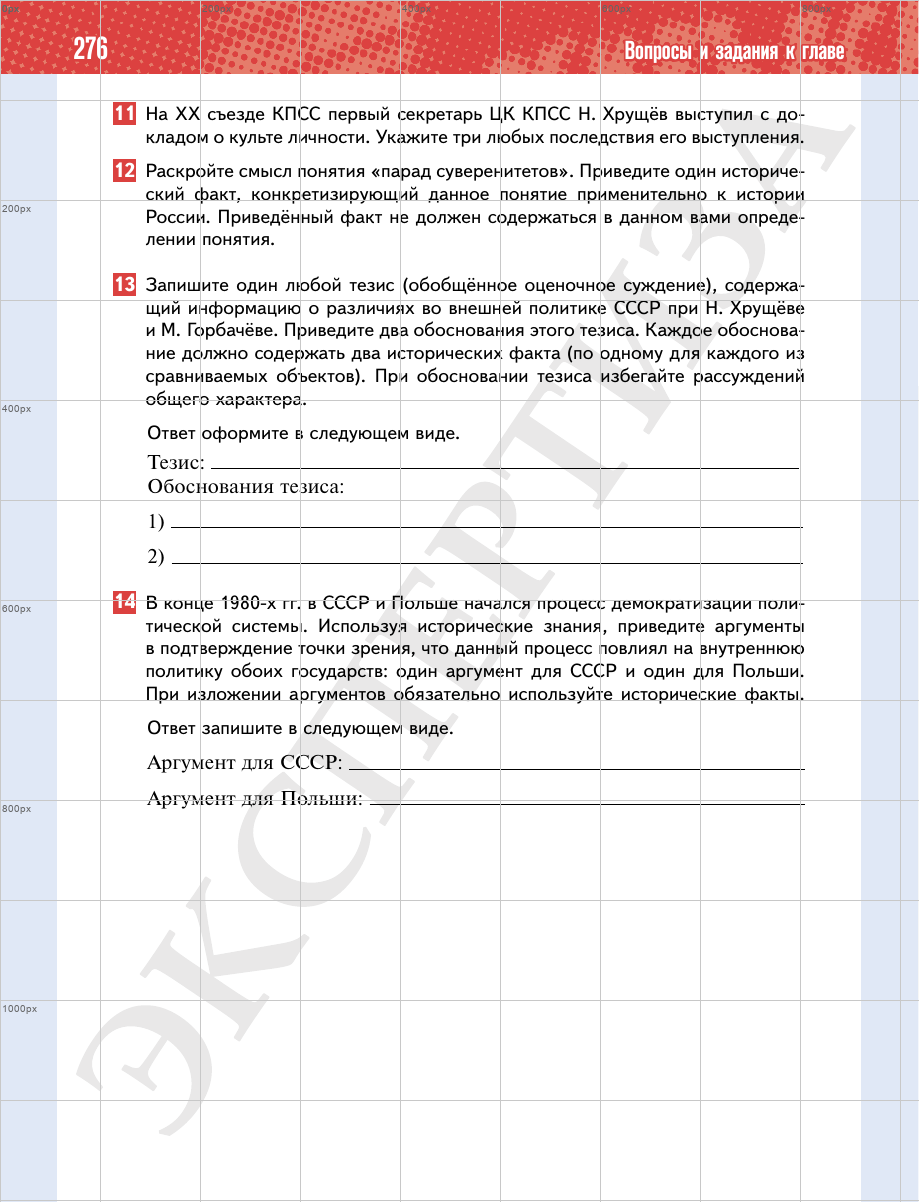 276
Вопросы и задания к главе
11 На XX съезде КПСС первый секретарь ЦК КПСС Н. Хрущёв выступил с до-
кладом о культе личности. Укажите три любых последствия его выступления.
12 Раскройте смысл понятия «парад суверенитетов». Приведите один историче-
ский факт, конкретизирующий данное понятие применительно к истории
России. Приведённый факт не должен содержаться в данном вами опреде-
лении понятия.
13 Запишите один любой тезис (обобщённое оценочное суждение), содержа-
щий информацию о различиях во внешней политике СССР при Н. Хрущёве
и М. Горбачёве. Приведите два обоснования этого тезиса. Каждое обоснова-
ние должно содержать два исторических факта (по одному для каждого из
сравниваемых объектов). При обосновании тезиса избегайте рассуждений
общего характера.
Ответ оформите в следующем виде.
Тезис:
Обоснования тезиса:
1)
2)
14 В конце 1980-х гг. в СССР и Польше начался процесс демократизации поли-
тической системы. Используя исторические знания, приведите аргументы
в подтверждение точки зрения, что данный процесс повлиял на внутреннюю
политику обоих государств: один аргумент для СССР и один для Польши.
При изложении аргументов обязательно используйте исторические факты.
Ответ запишите в следующем виде.
Аргумент для СССР:
Аргумент для Польши:
ЭКСПЕРТИЗА
200px
400px
600px
800px
1000px